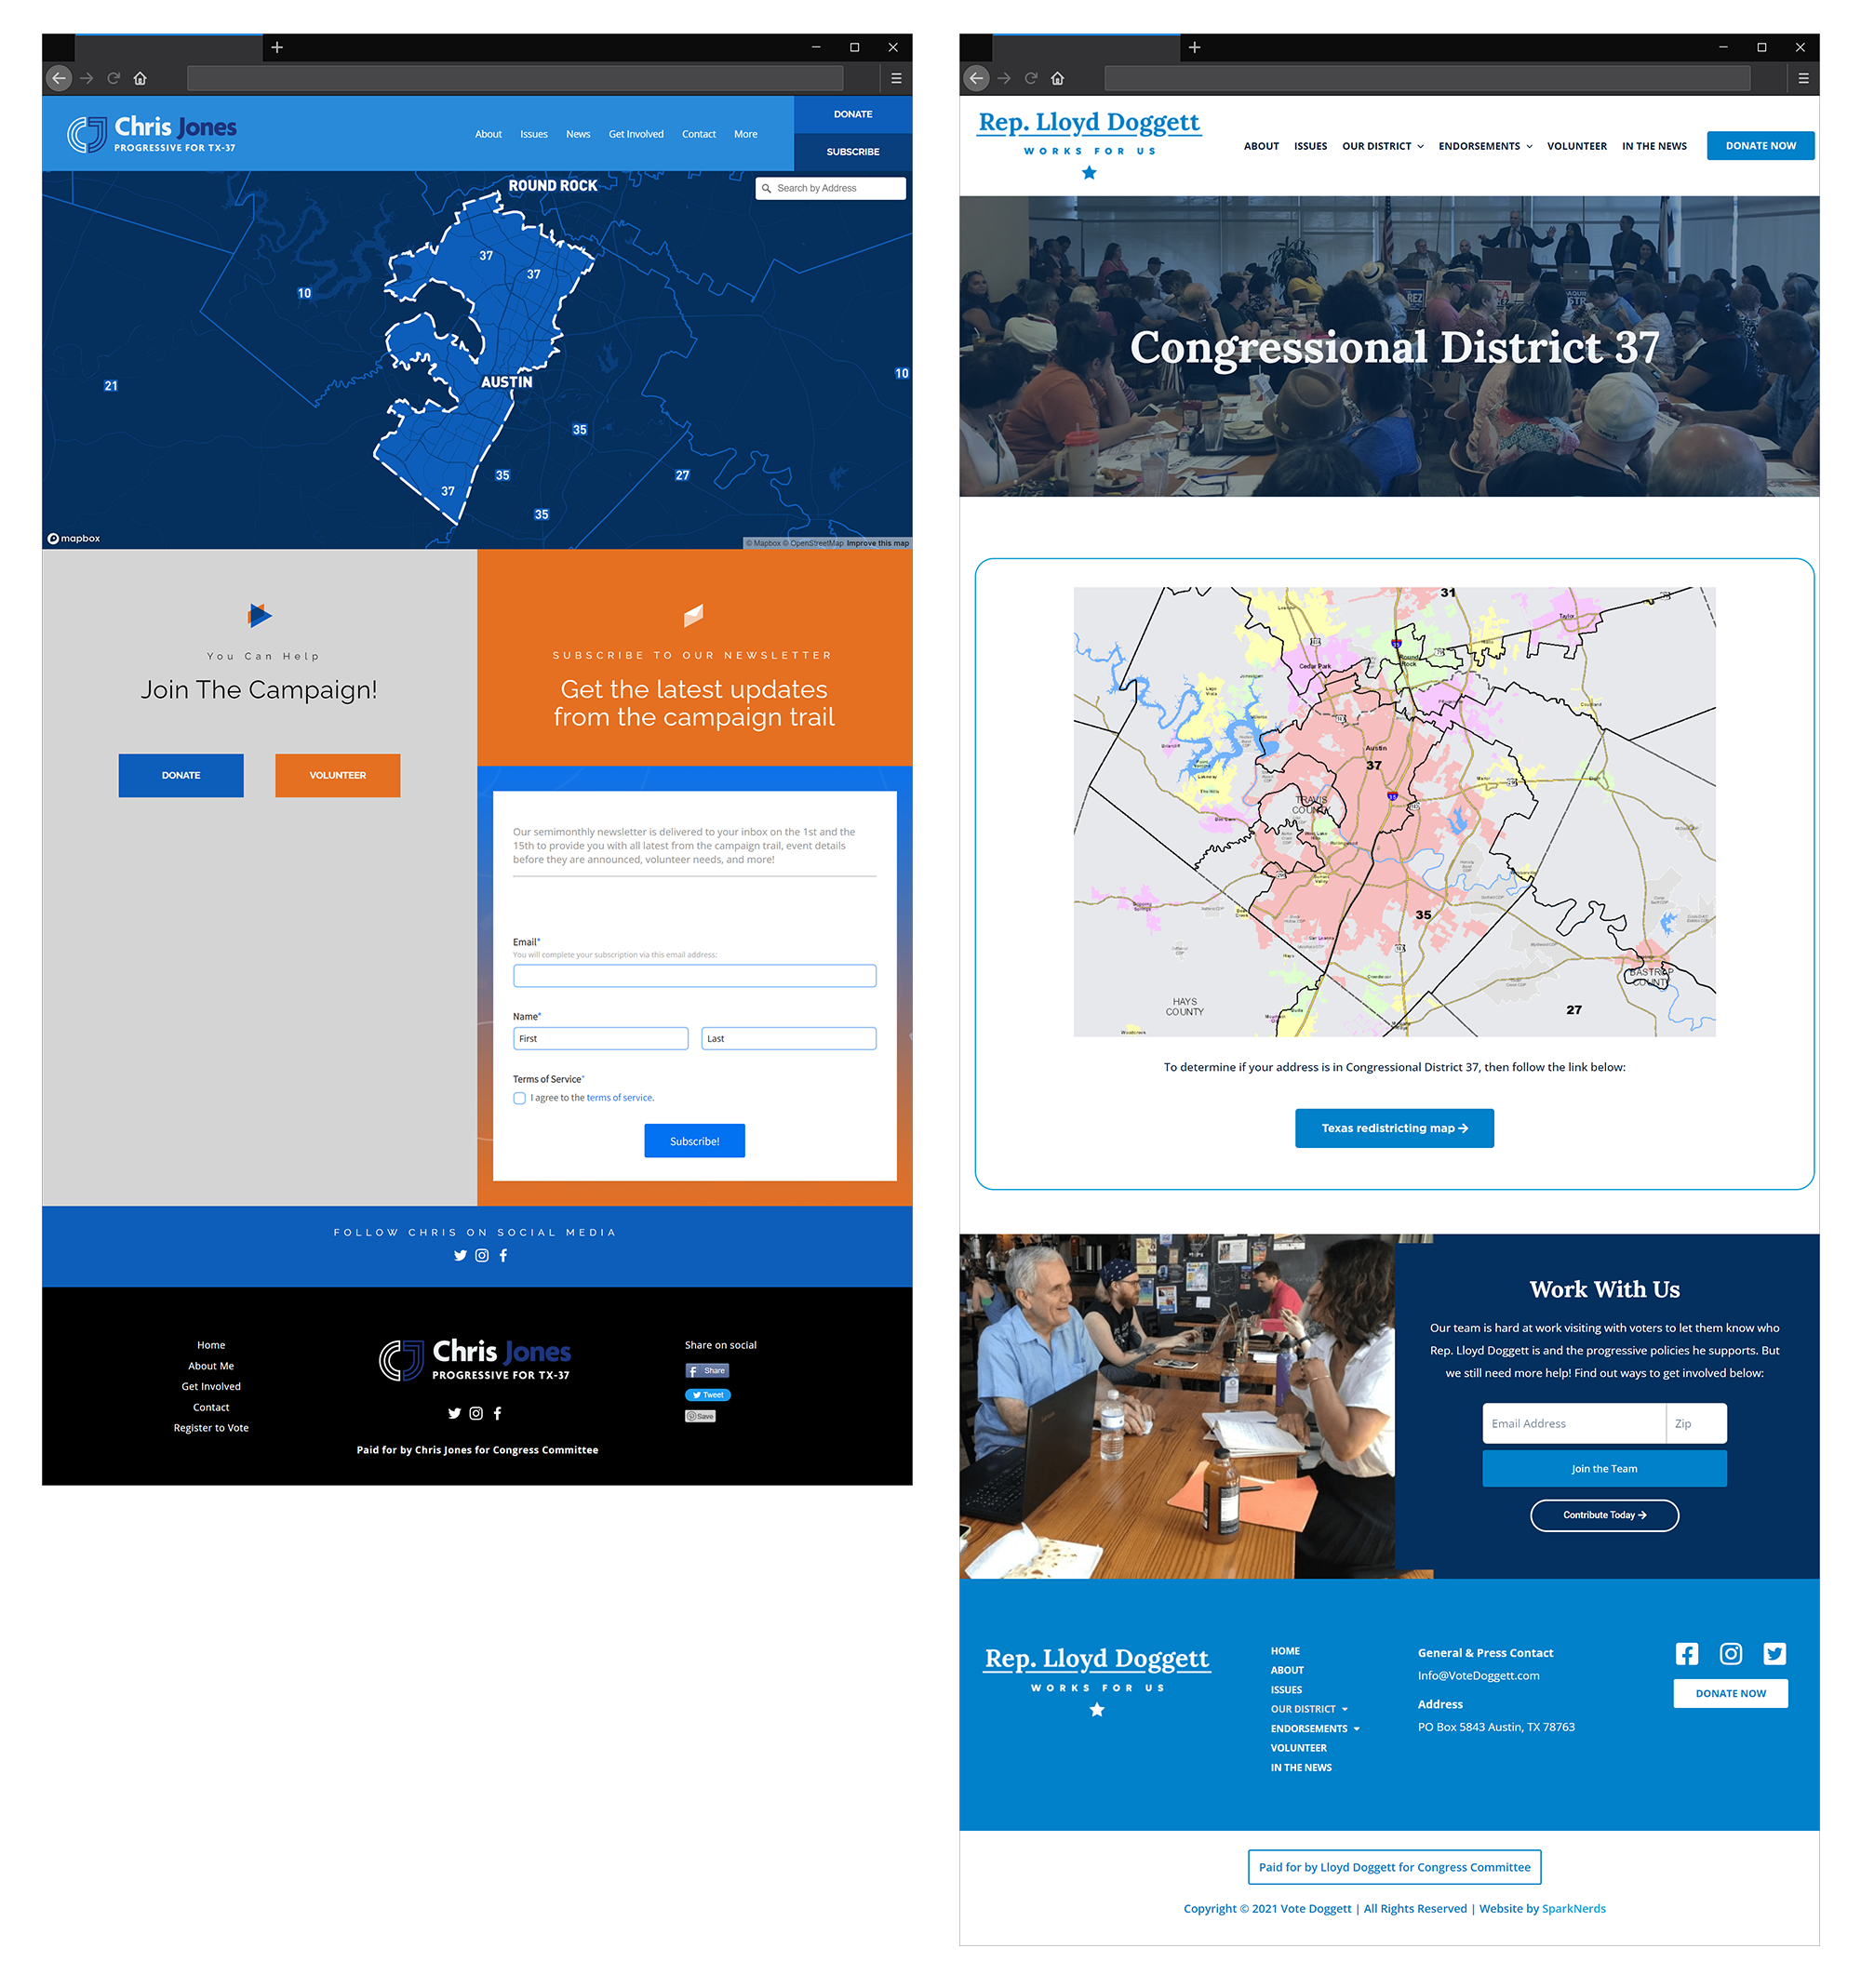 Chris Jones
PROGRESSIVE FOR TX-37
About
Issues
News
Get Involved
Contact
More
DONATE
SUBSCRIBE
ROUND ROCK
Search by Address
37
37
10
21
10
AUSTIN
35
35
27
37
35
mapbox
© Mapbox © OpenStreetMap Improve this map
You Can Help
Join The Campaign!
DONATE
VOLUNTEER
SUBSCRIBE TO OUR NEWSLETTER
Get the latest updates
from the campaign trail
Our semimonthly newsletter is delivered to your inbox on the 1st and the
15th to provide you with all latest from the campaign trail, event details
before they are announced, volunteer needs, and more!
Email*
You will complete your subscription via this email address:
Name*
First
Last
Terms of Service*
I agree to the terms of service.
Subscribe!
FOLLOW CHRIS ON SOCIAL MEDIA
Home
About Me
Get Involved
Contact
Register to Vote
Chris Jones
PROGRESSIVE FOR TX-37
Paid for by Chris Jones for Congress Committee
Share on social
Share
Tweet
Save
Rep. Lloyd Doggett
WORKS FOR US
ABOUT
ISSUES
OUR DISTRICT
ENDORSEMENTS
VOLUNTEER
IN THE NEWS
DONATE NOW
Congressional District 37
31
Taylor
Cedar Park
Round
Rock
Lago
Vista
Austin
37
TRAVIS
COUNTY
35
BASTROP
COUNTY
HAYS
COUNTY
27
To determine if your address is in Congressional District 37, then follow the link below:
Texas redistricting map
Work With Us
Our team is hard at work visiting with voters to let them know who
Rep. Lloyd Doggett is and the progressive policies he supports. But
we still need more help! Find out ways to get involved below:
Email Address
Zip
Join the Team
Contribute Today
Rep. Lloyd Doggett
WORKS FOR US
HOME
ABOUT
ISSUES
OUR DISTRICT
ENDORSEMENTS
VOLUNTEER
IN THE NEWS
General & Press Contact
Info@VoteDoggett.com
Address
PO Box 5843 Austin, TX 78763
DONATE NOW
Paid for by Lloyd Doggett for Congress Committee
Copyright © 2021 Vote Doggett | All Rights Reserved | Website by SparkNerds